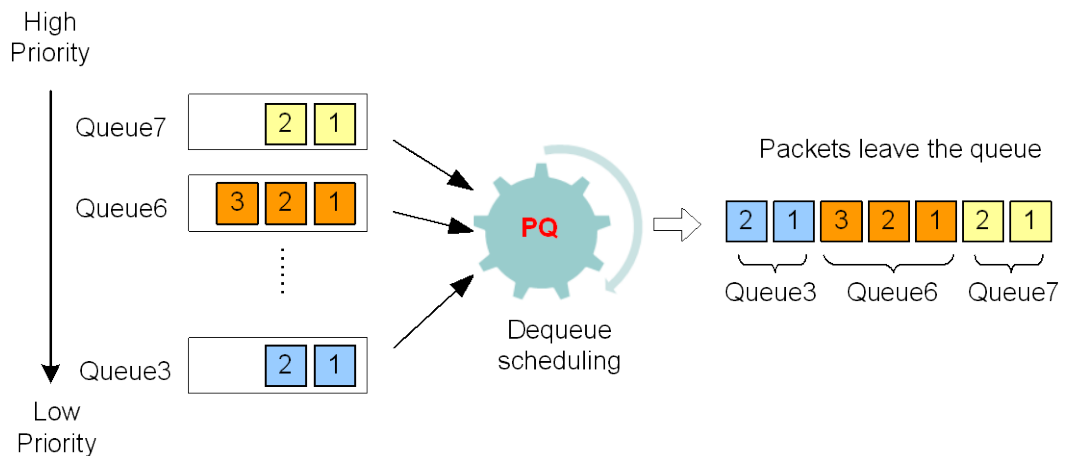 High
Priority
Queue7
2 1
Queue6
3 2 1
Queue3
2 1
Low
Priority
PQ
Dequeue
scheduling
Packets leave the queue
2 1 3 2 1 2 1
Queue3 Queue6 Queue7